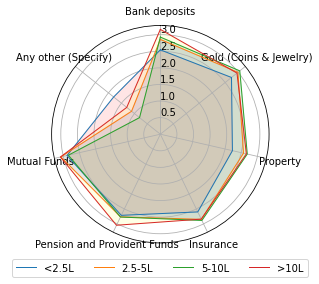 Bank deposits
3.0
Any other (Specify)
Gold (Coins & Jewelry)
2.5
2.0
1.5
1.0
0.5
Mutual Funds
Property
Pension and Provident Funds
Insurance
<2.5L
2.5-5L
5-10L
>10L